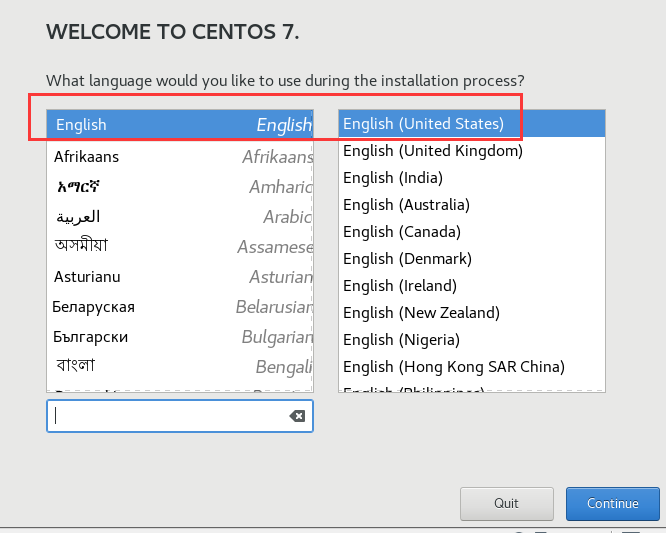 WELCOME TO CENTOS 7.
What language would you like to use during the installation process?
English English
Afrikaans Afrikaans
አማርኛ Amharic
العربية Arabic
অসমীয়া Assamese
Asturianu Asturian
Беларуская Belarusian
Български Bulgarian
বাংলা Bengali
English (United States)
English (United Kingdom)
English (India)
English (Australia)
English (Canada)
English (Denmark)
English (Ireland)
English (New Zealand)
English (Nigeria)
English (Hong Kong SAR China)
English (Philippines)
Quit
Continue